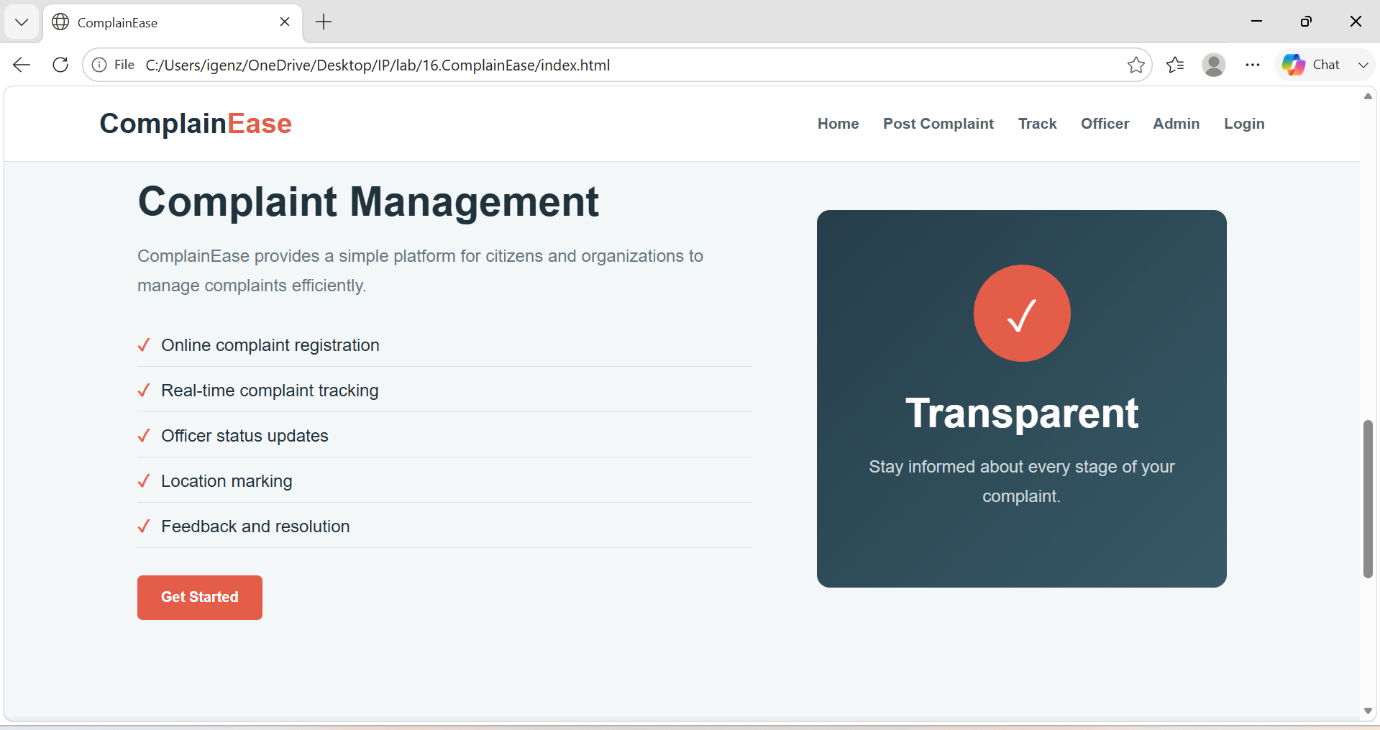 ComplainEase
File C:/Users/igenz/OneDrive/Desktop/IP/lab/16.ComplainEase/index.html
Chat
ComplainEase
Home Post Complaint Track Officer Admin Login
Complaint Management
ComplainEase provides a simple platform for citizens and organizations to
manage complaints efficiently.
✓ Online complaint registration
✓ Real-time complaint tracking
✓ Officer status updates
✓ Location marking
✓ Feedback and resolution
Get Started
✓
Transparent
Stay informed about every stage of your
complaint.